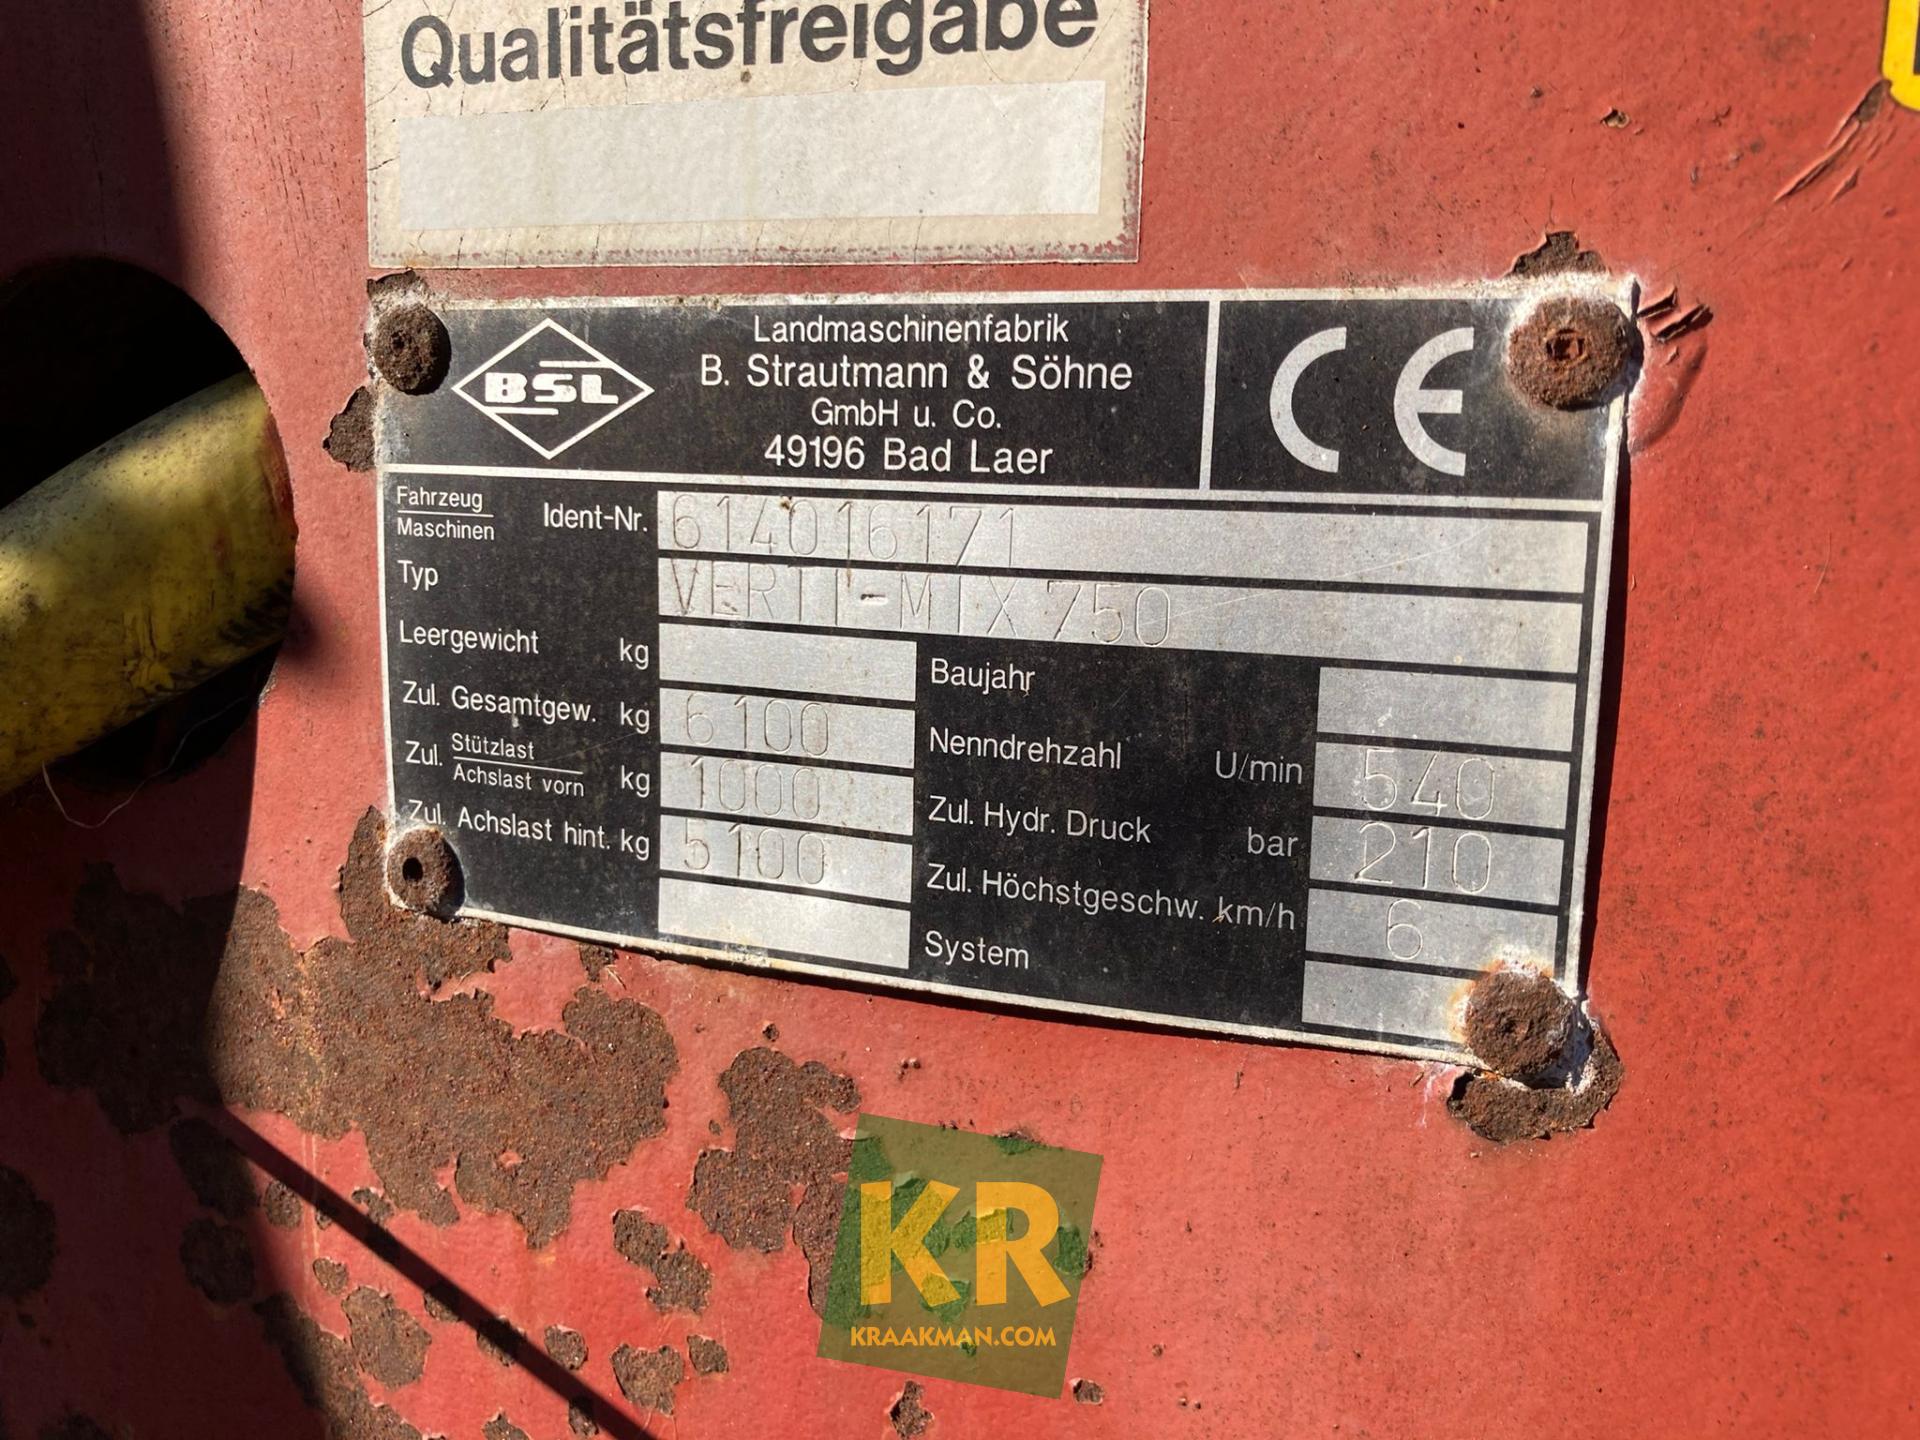 Qualitätsfreigabe
BSL
Landmaschinenfabrik
B. Strautmann & Söhne
GmbH u. Co.
49196 Bad Laer
CE
Fahrzeug
Maschinen
Ident-Nr. 614016171
Typ VERTI-MIX 750
Leergewicht kg
Zul. Gesamtgew. kg 6100
Zul. Stützlast
Achslast vorn kg 1000
Zul. Achslast hint. kg 5100
Baujahr
Nenndrehzahl U/min 540
Zul. Hydr. Druck bar 210
Zul. Höchstgeschw. km/h 6
System
KR
KRAAKMAN.COM